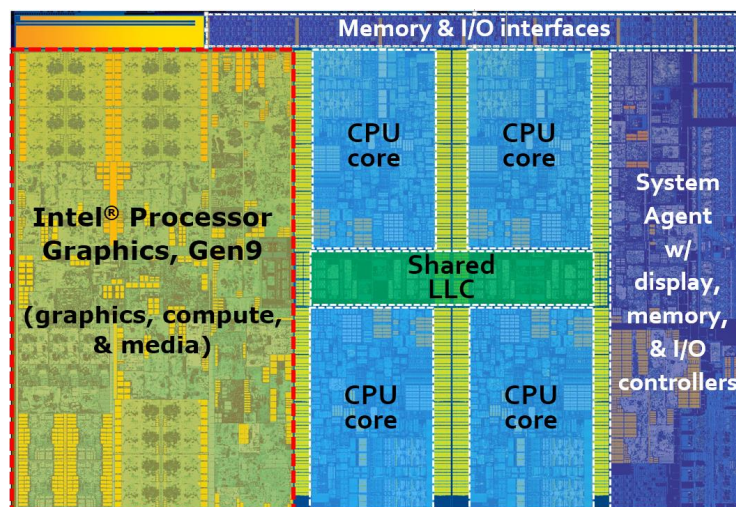 Memory & I/O interfaces
CPU
core
CPU
core
Intel® Processor
Graphics, Gen9
(graphics, compute,
& media)
System
Agent
w/
display,
memory,
& I/O
controllers
Shared
LLC
CPU
core
CPU
core